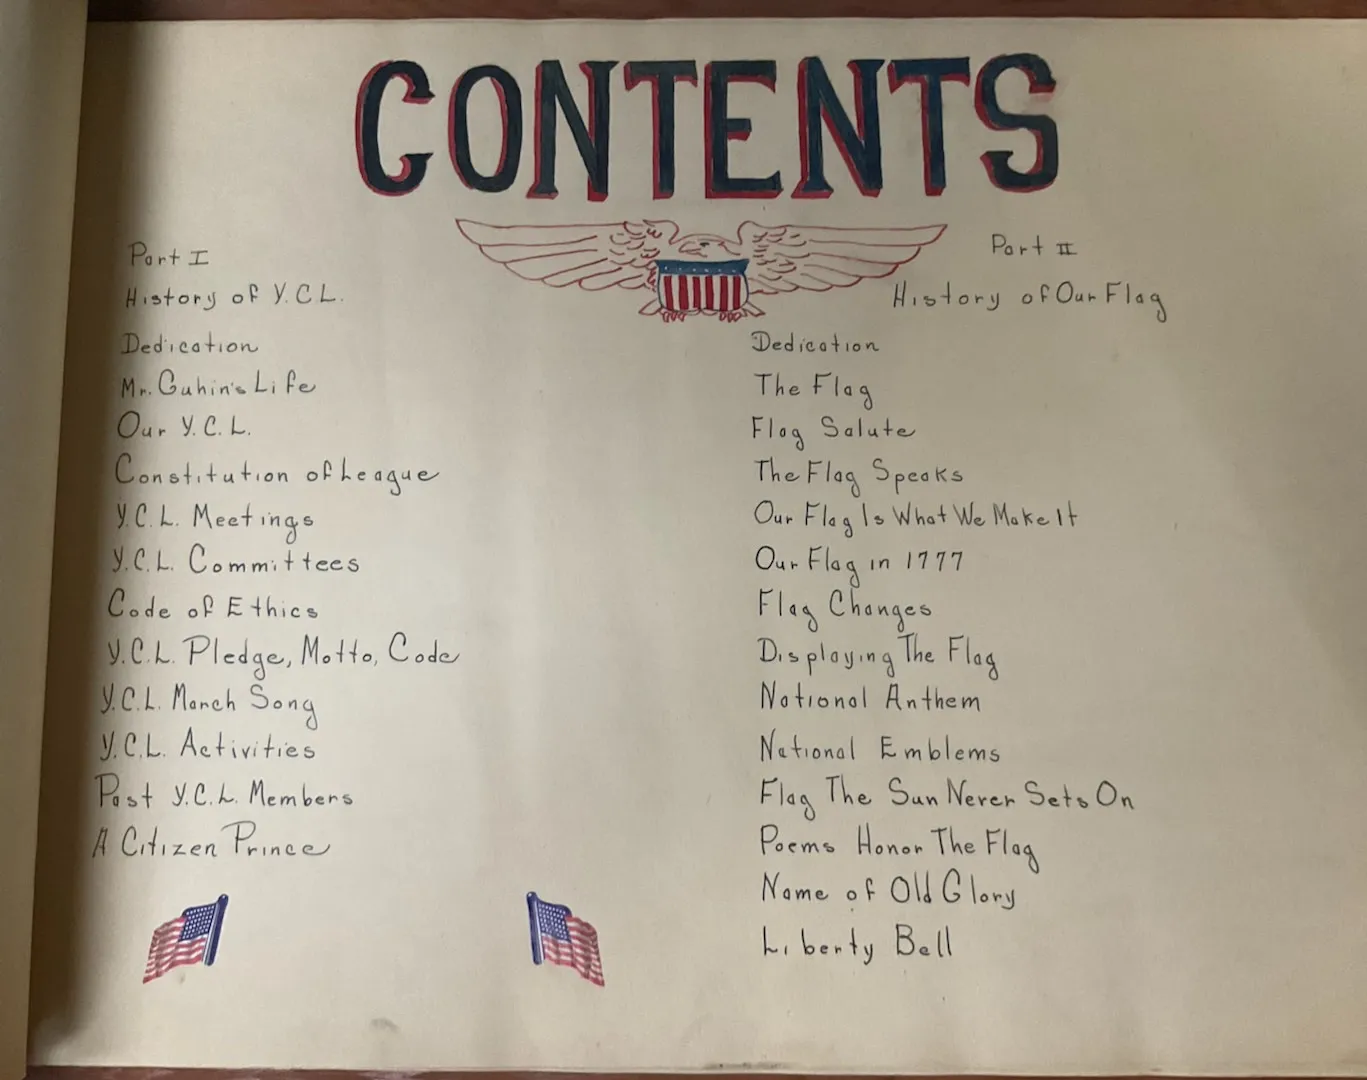 CONTENTS
Part I
History of Y.C.L.
Dedication
Mr. Guhin's Life
Our Y.C.L.
Constitution of League
Y.C.L. Meetings
Y.C.L. Committees
Code of Ethics
Y.C.L. Pledge, Motto, Code
Y.C.L. March Song
Y.C.L. Activities
Past Y.C.L. Members
A Citizen Prince
Part II
History of Our Flag
Dedication
The Flag
Flag Salute
The Flag Speaks
Our Flag Is What We Make It
Our Flag in 1777
Flag Changes
Displaying The Flag
National Anthem
National Emblems
Flag The Sun Never Sets On
Poems Honor The Flag
Name of Old Glory
Liberty Bell